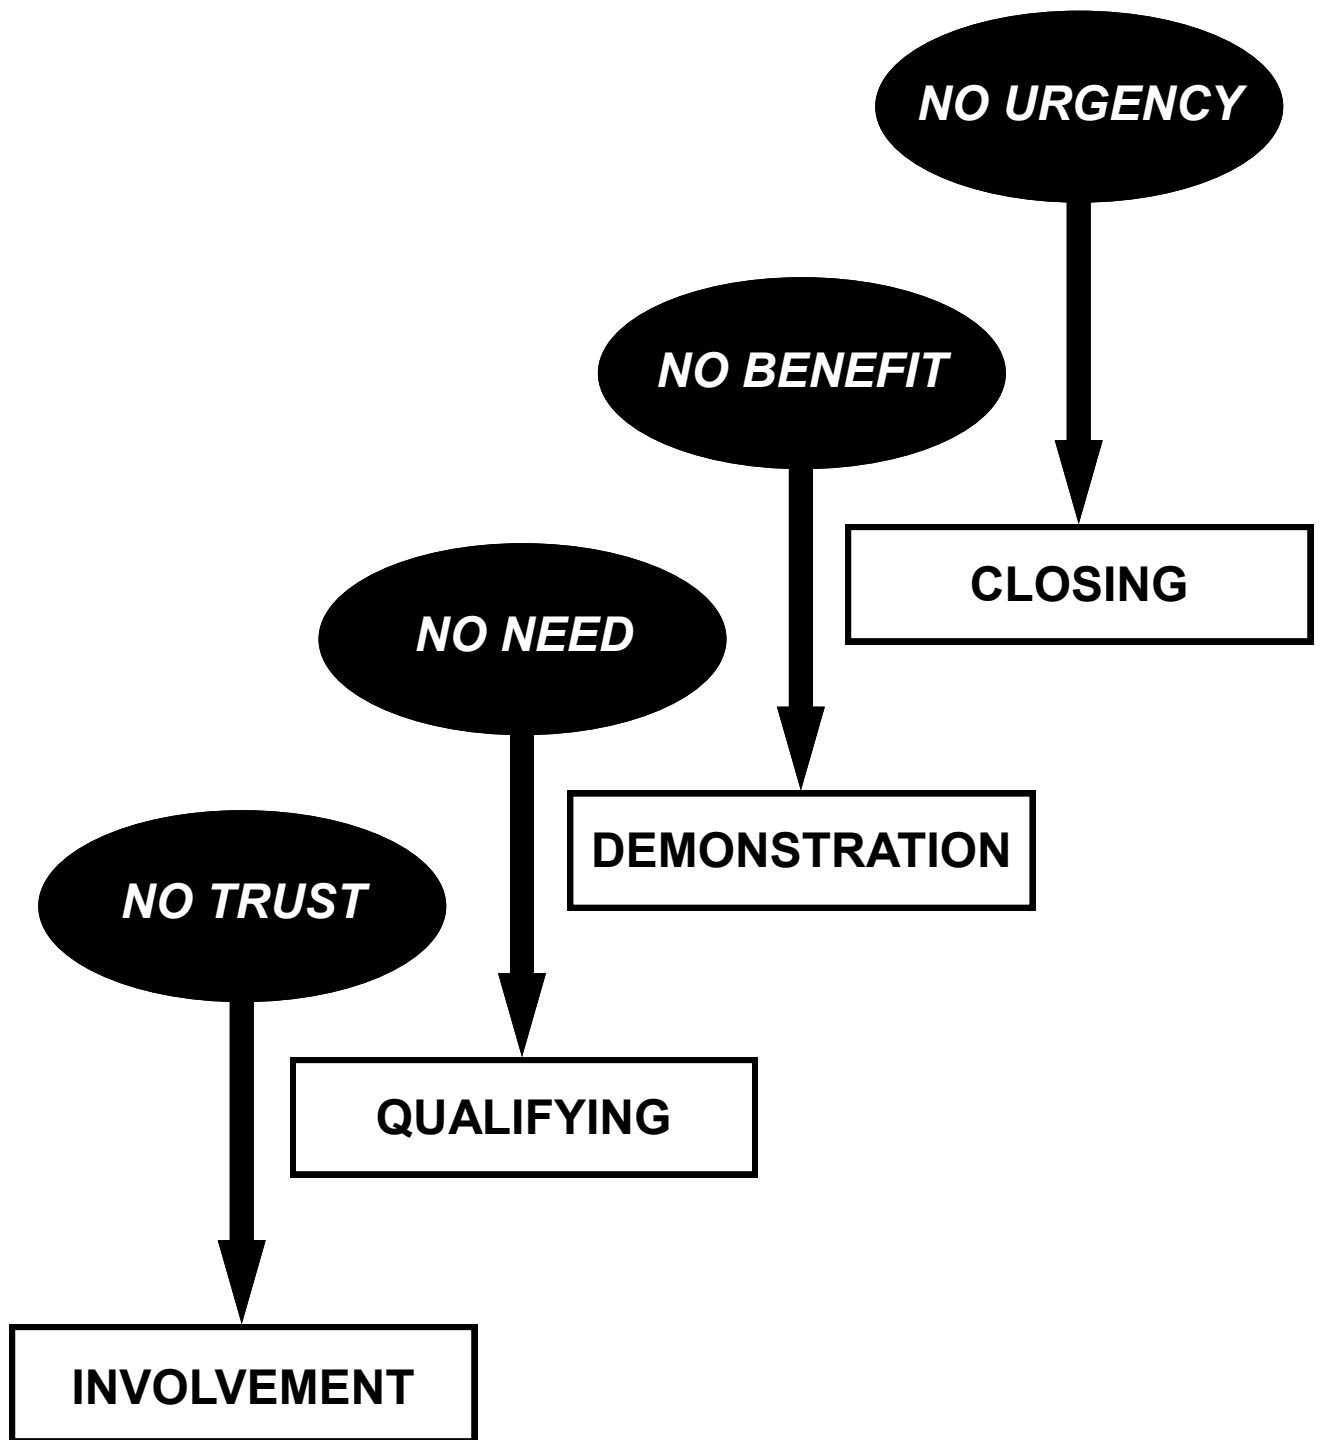 NO URGENCY
NO BENEFIT
CLOSING
NO NEED
DEMONSTRATION
NO TRUST
QUALIFYING
INVOLVEMENT